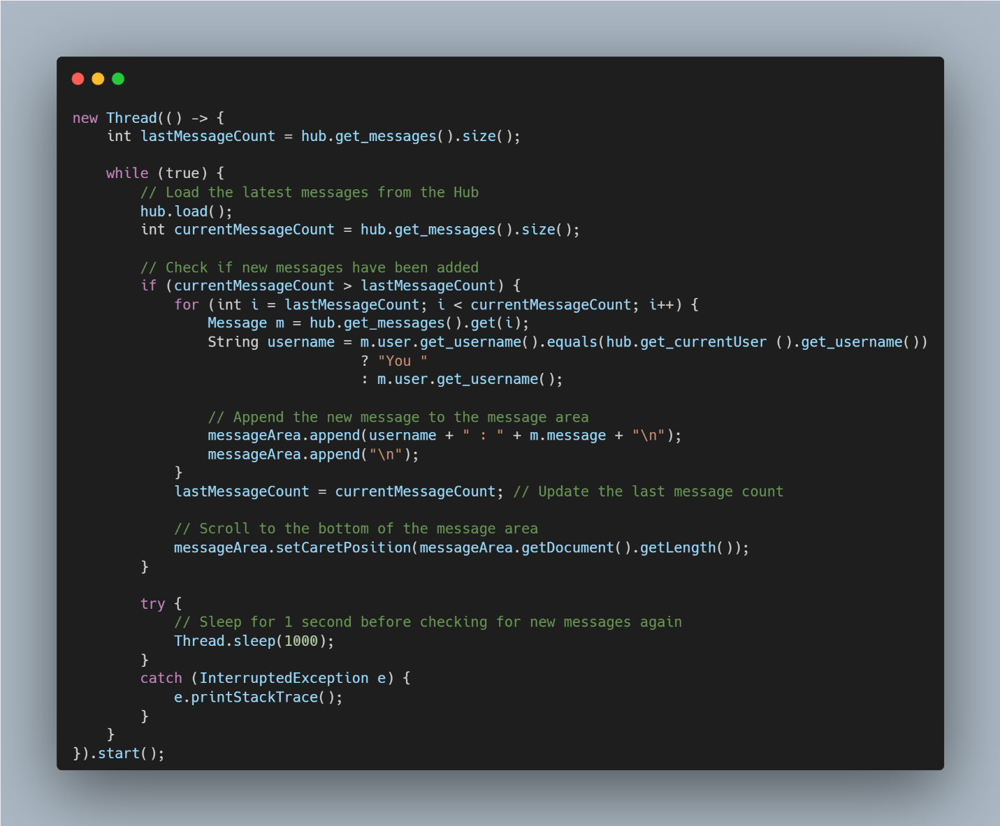 new Thread(() -> {
    int lastMessageCount = hub.get_messages().size();

    while (true) {
        // Load the latest messages from the Hub
        hub.load();
        int currentMessageCount = hub.get_messages().size();

        // Check if new messages have been added
        if (currentMessageCount > lastMessageCount) {
            for (int i = lastMessageCount; i < currentMessageCount; i++) {
                Message m = hub.get_messages().get(i);
                String username = m.user.get_username().equals(hub.get_currentUser ().get_username())
                                  ? "You "
                                  : m.user.get_username();

                // Append the new message to the message area
                messageArea.append(username + " : " + m.message + "\n");
                messageArea.append("\n");
            }
            lastMessageCount = currentMessageCount; // Update the last message count

            // Scroll to the bottom of the message area
            messageArea.setCaretPosition(messageArea.getDocument().getLength());
        }

        try {
            // Sleep for 1 second before checking for new messages again
            Thread.sleep(1000);
        }
        catch (InterruptedException e) {
            e.printStackTrace();
        }
    }
}).start();